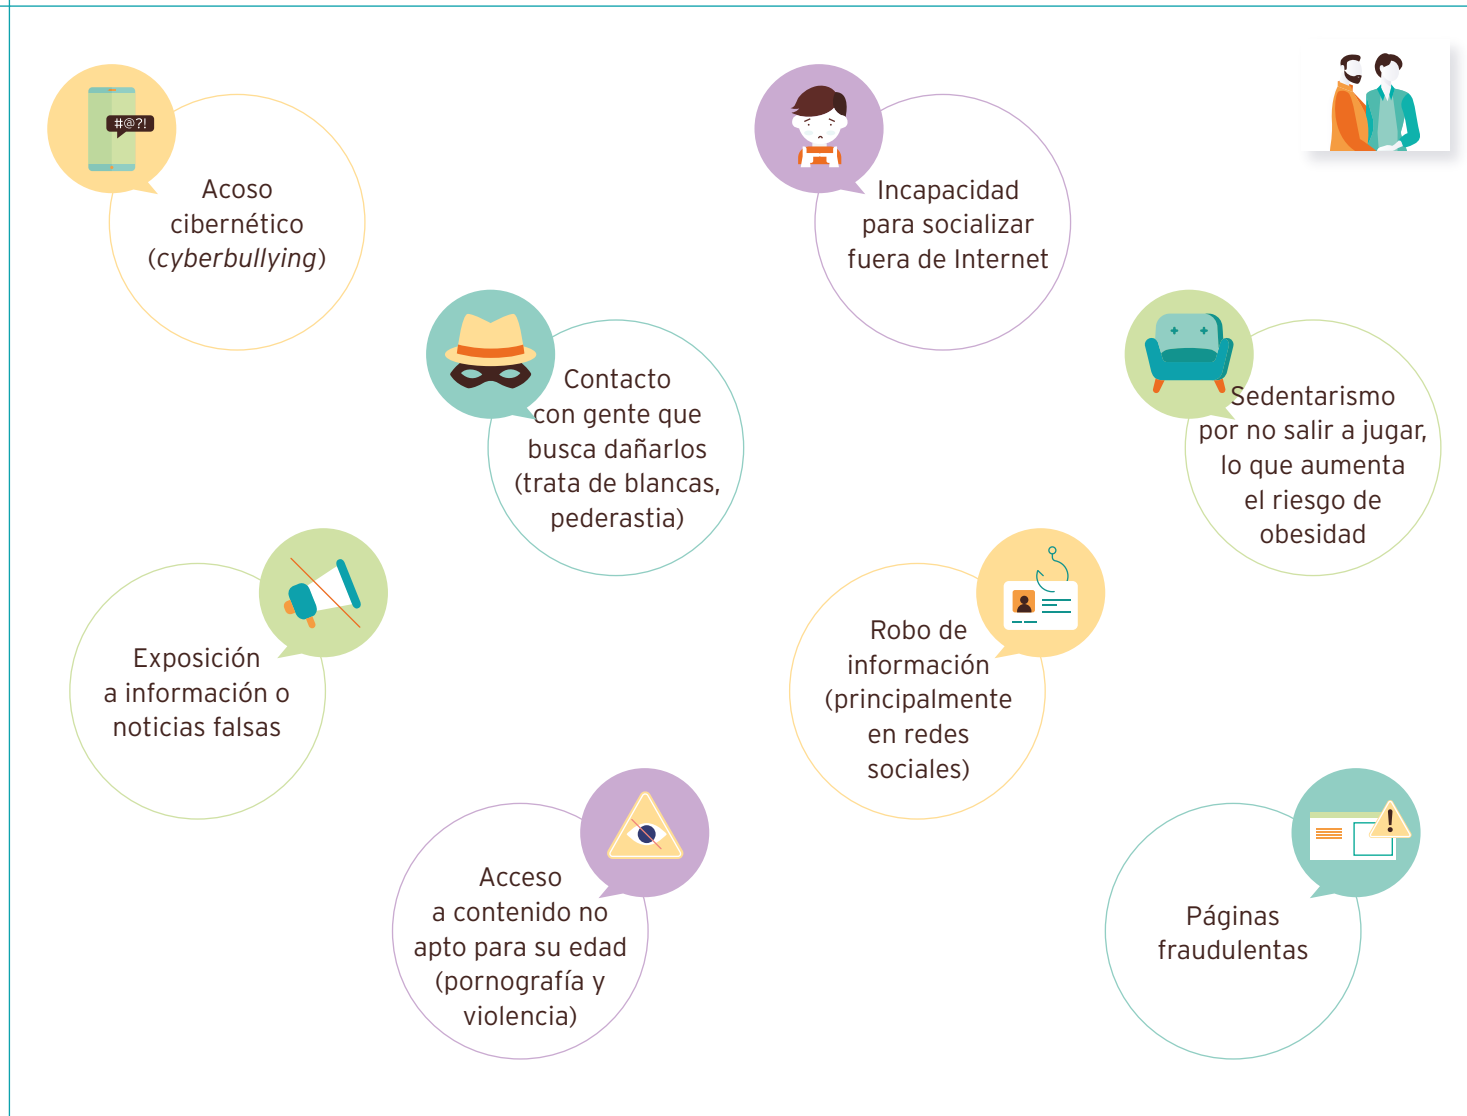 #@?!
Acoso
cibernético
(cyberbullying)
Incapacidad
para socializar
fuera de Internet
Contacto
con gente que
busca dañarlos
(trata de blancas,
pederastia)
Sedentarismo
por no salir a jugar,
lo que aumenta
el riesgo de
obesidad
Exposición
a información o
noticias falsas
Robo de
información
(principalmente
en redes
sociales)
Acceso
a contenido no
apto para su edad
(pornografía y
violencia)
!
Páginas
fraudulentas